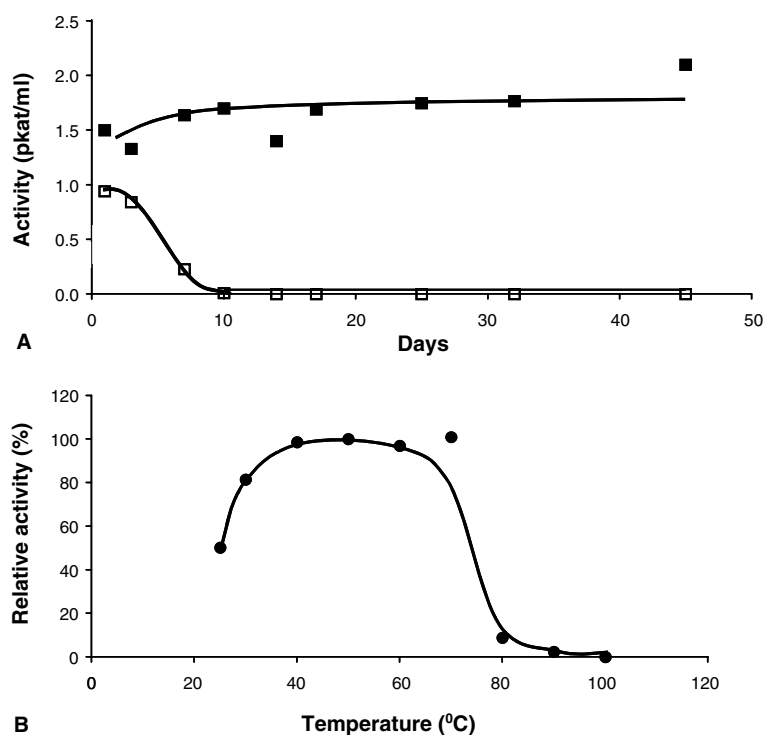 2.5
2.0
1.5
1.0
0.5
0.0
Activity (pkat/ml)
0 10 20 30 40 50
A
Days
120
100
80
60
40
20
0
Relative activity (%)
0 20 40 60 80 100 120
B
Temperature (⁰C)